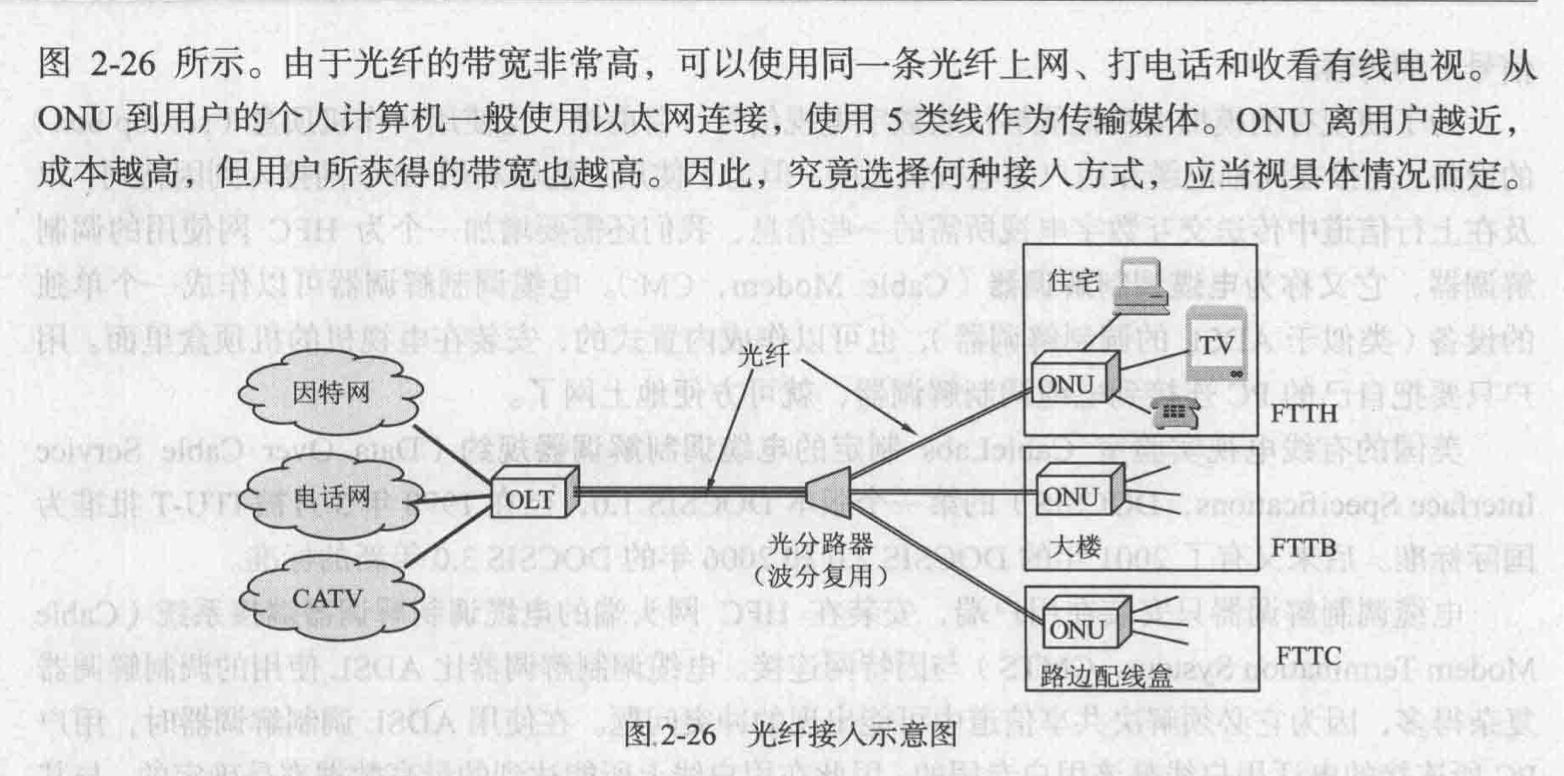 图 2-26 所示。由于光纤的带宽非常高，可以使用同一条光纤上网、打电话和收看有线电视。从
ONU 到用户的个人计算机一般使用以太网连接，使用 5 类线作为传输媒体。ONU 离用户越近，
成本越高，但用户所获得的带宽也越高。因此，究竟选择何种接入方式，应当视具体情况而定。
住宅
TV
光纤
ONU
因特网
FTTH
电话网
OLT
ONU
光分路器
（波分复用）
大楼
FTTB
CATV
ONU
FTTC
路边配线盒
图 2-26 光纤接入示意图